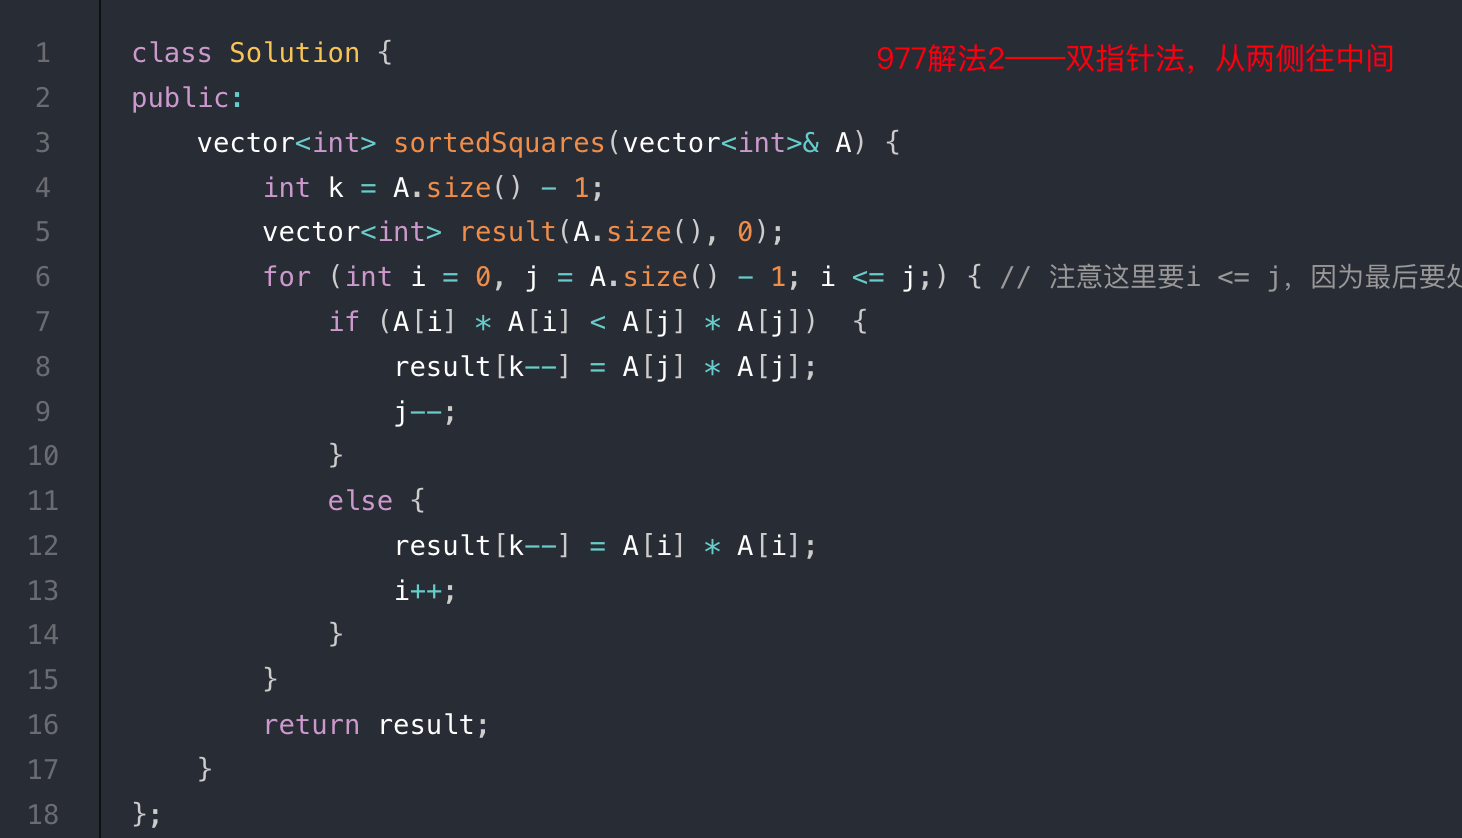 1 class Solution { 977解法2——双指针法，从两侧往中间
2 public:
3     vector<int> sortedSquares(vector<int>& A) {
4         int k = A.size() - 1;
5         vector<int> result(A.size(), 0);
6         for (int i = 0, j = A.size() - 1; i <= j;) { // 注意这里要i <= j，因为最后要
7             if (A[i] * A[i] < A[j] * A[j])  {
8                 result[k--] = A[j] * A[j];
9                 j--;
10             }
11             else {
12                 result[k--] = A[i] * A[i];
13                 i++;
14             }
15         }
16         return result;
17     }
18 };